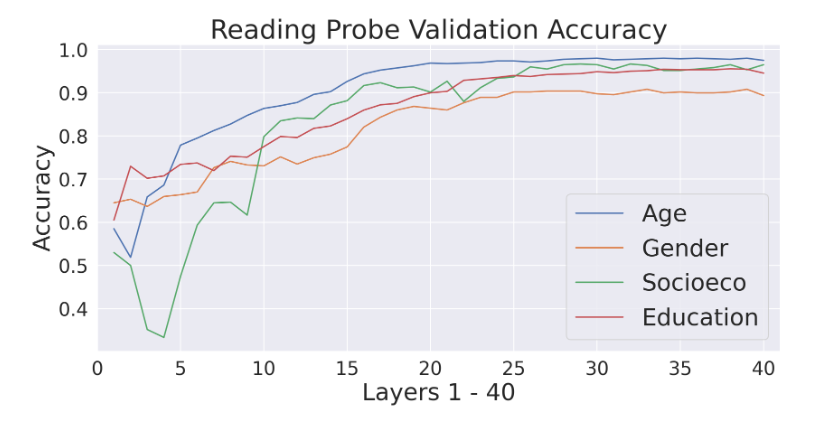 Reading Probe Validation Accuracy
1.0
0.9
0.8
0.7
0.6
0.5
0.4
Accuracy
Age
Gender
Socioeco
Education
0 5 10 15 20 25 30 35 40
Layers 1 - 40